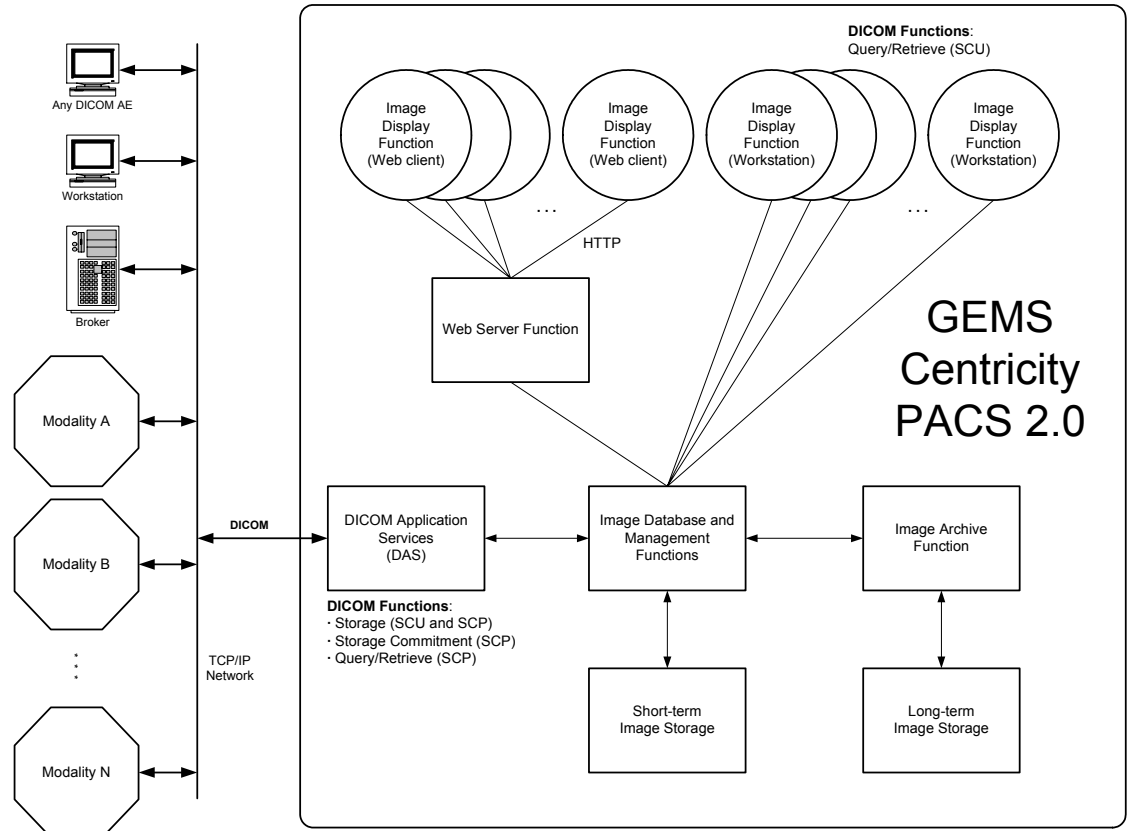 DICOM Functions:
Query/Retrieve (SCU)
Any DICOM AE
Workstation
Broker
Modality A
Modality B
*
*
*
Modality N
TCP/IP
Network
DICOM
Image
Display
Function
(Web client)
. . .
Image
Display
Function
(Web client)
Image
Display
Function
(Workstation)
. . .
Image
Display
Function
(Workstation)
HTTP
Web Server Function
GEMS
Centricity
PACS 2.0
DICOM Application
Services
(DAS)
Image Database and
Management
Functions
Image Archive
Function
DICOM Functions:
· Storage (SCU and SCP)
· Storage Commitment (SCP)
· Query/Retrieve (SCP)
Short-term
Image Storage
Long-term
Image Storage